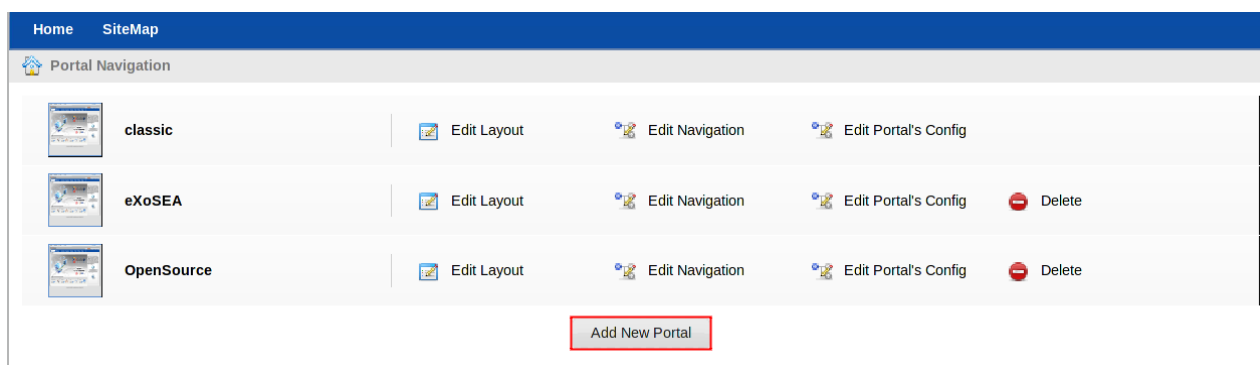 Home SiteMap
Portal Navigation
classic Edit Layout Edit Navigation Edit Portal's Config
eXoSEA Edit Layout Edit Navigation Edit Portal's Config Delete
OpenSource Edit Layout Edit Navigation Edit Portal's Config Delete
Add New Portal